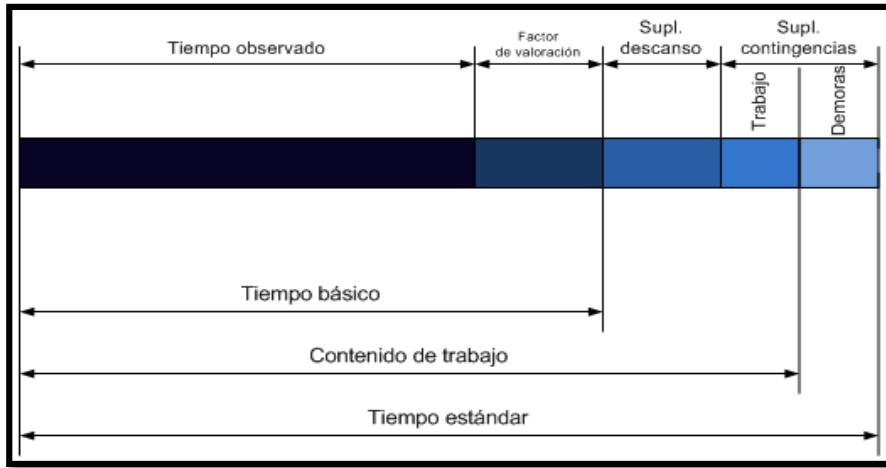 Tiempo observado
Factor
de valoración
Supl.
descanso
Supl.
contingencias
Trabajo
Demoras
Tiempo básico
Contenido de trabajo
Tiempo estándar